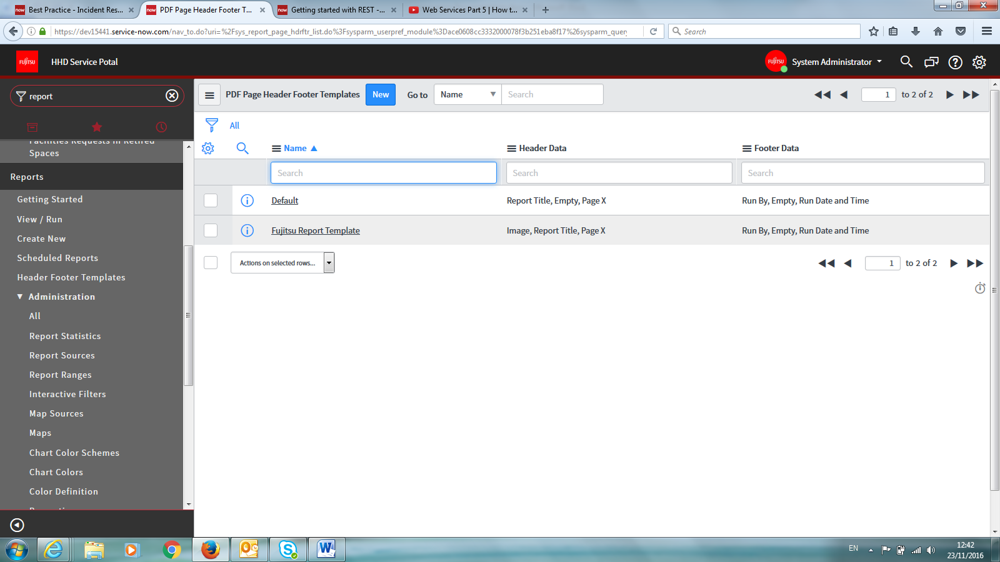 Best Practice - Incident Res...
PDF Page Header Footer T...
Getting started with REST -...
Web Services Part 5 | How t...
https://dev15441.service-now.com/nav_to.do?uri=%2Fsys_report_page_hdrftr_list.do%3Fsysparm_userpref_module%3Dace0608cc3332000078f3b251eba8f17%26sysparm_query
Search
FUJITSU
HHD Service Potal
FUJITSU
System Administrator
report
PDF Page Header Footer Templates
New
Go to
Name
Search
1 to 2 of 2
All
Facilities Requests in Retired
Spaces
Name
Header Data
Footer Data
Search
Search
Search
Default
Report Title, Empty, Page X
Run By, Empty, Run Date and Time
Fujitsu Report Template
Image, Report Title, Page X
Run By, Empty, Run Date and Time
Actions on selected rows...
1 to 2 of 2
Reports
Getting Started
View / Run
Create New
Scheduled Reports
Header Footer Templates
Administration
All
Report Statistics
Report Sources
Report Ranges
Interactive Filters
Map Sources
Maps
Chart Color Schemes
Chart Colors
Color Definition
EN
12:42
23/11/2016